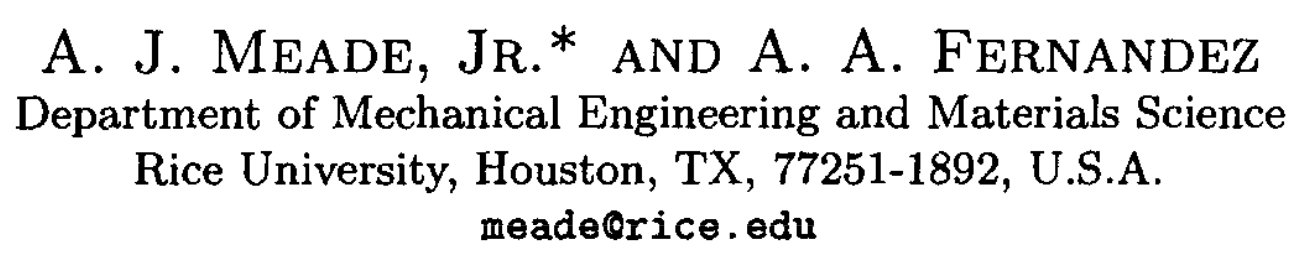 A. J. MEADE, JR.* AND A. A. FERNANDEZ
Department of Mechanical Engineering and Materials Science
Rice University, Houston, TX, 77251-1892, U.S.A.
meade@rice.edu